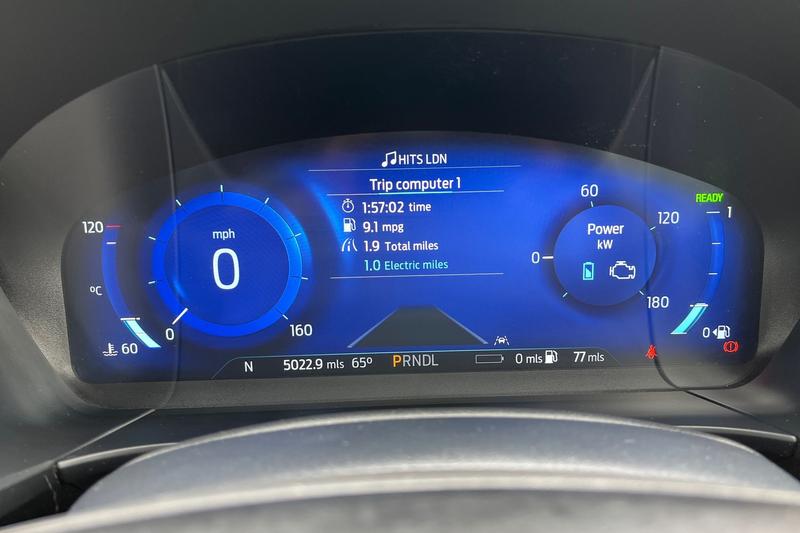 HITS LDN
Trip computer 1
1:57:02 time
9.1 mpg
1.9 Total miles
1.0 Electric miles
120
°C
60
mph
0
0
160
60
0
120
180
Power
kW
READY
1
0
N 5022.9 mls 65° PRNDL 0 mls 77 mls